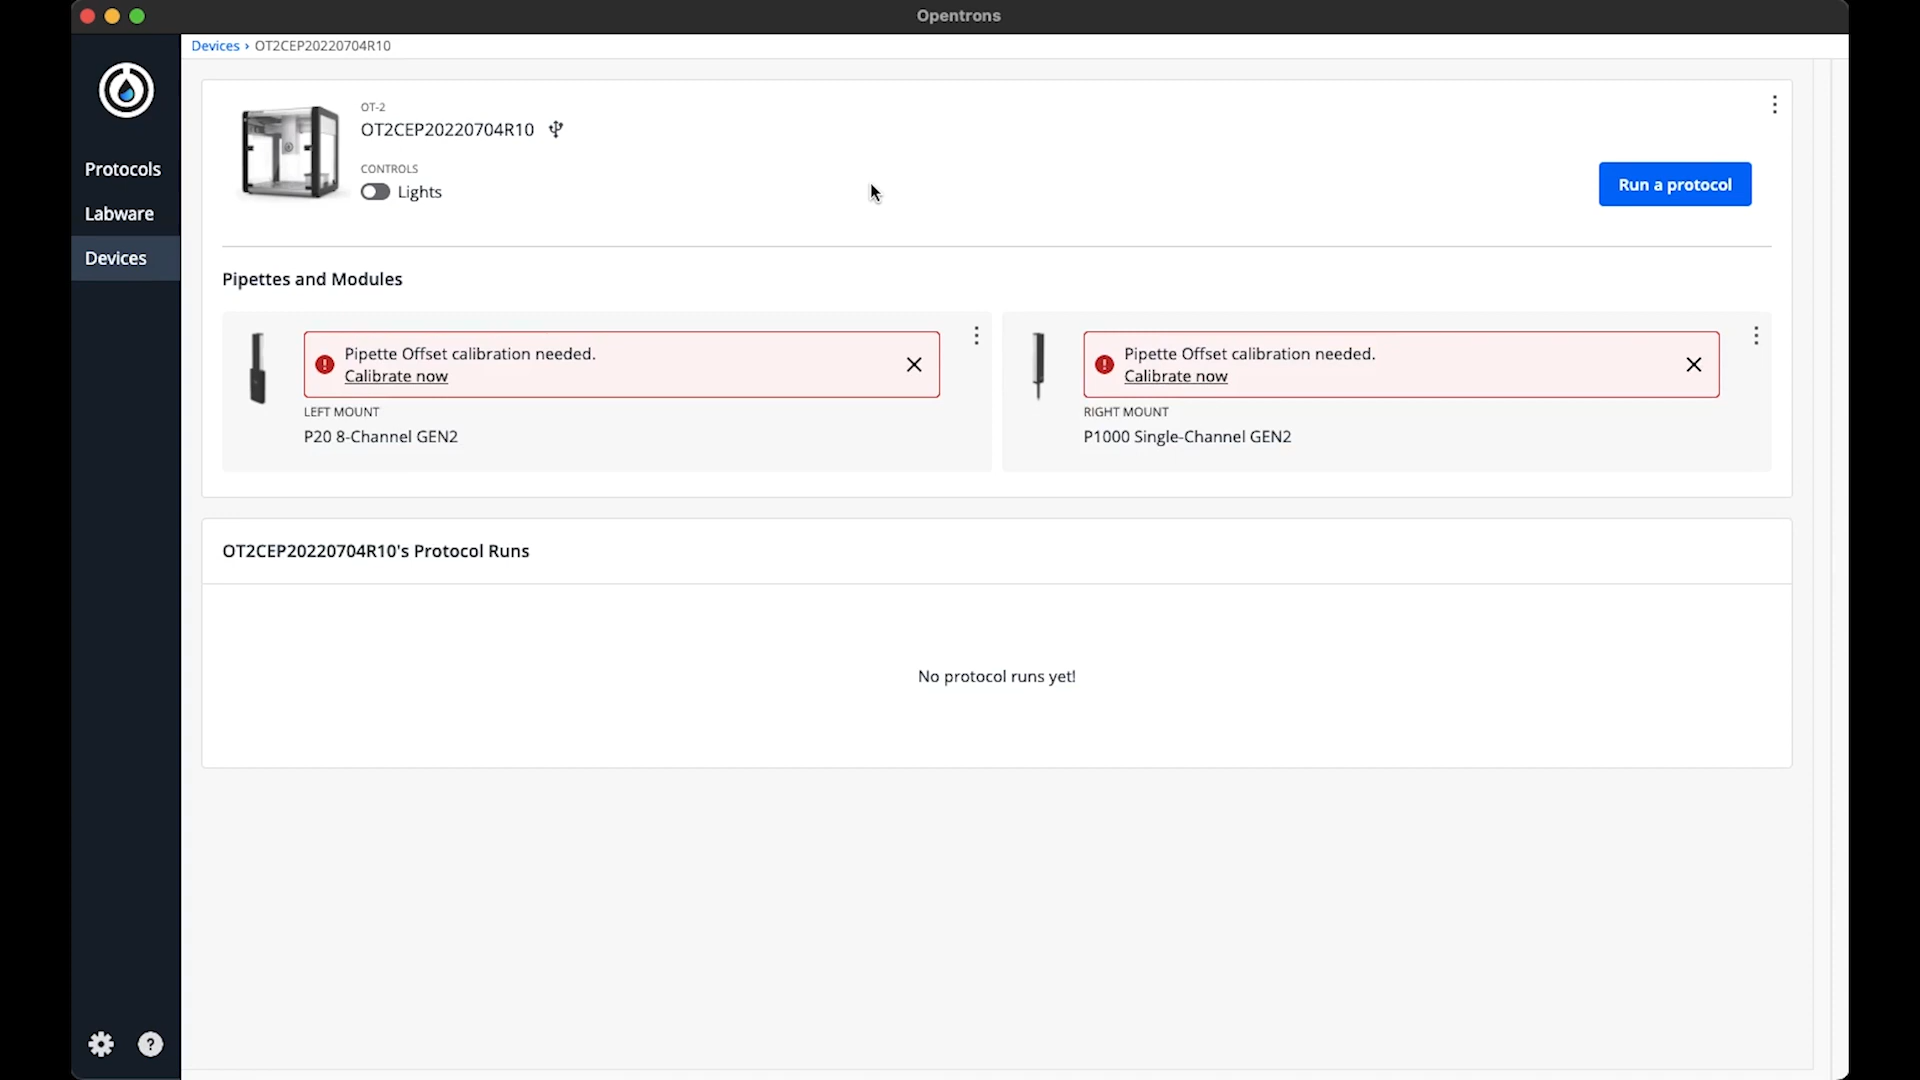 Opentrons
Devices › OT2CEP20220704R10
Protocols
Labware
Devices
OT-2
OT2CEP20220704R10
CONTROLS
Lights
Run a protocol
Pipettes and Modules
Pipette Offset calibration needed.
Calibrate now
LEFT MOUNT
P20 8-Channel GEN2
Pipette Offset calibration needed.
Calibrate now
RIGHT MOUNT
P1000 Single-Channel GEN2
OT2CEP20220704R10's Protocol Runs
No protocol runs yet!